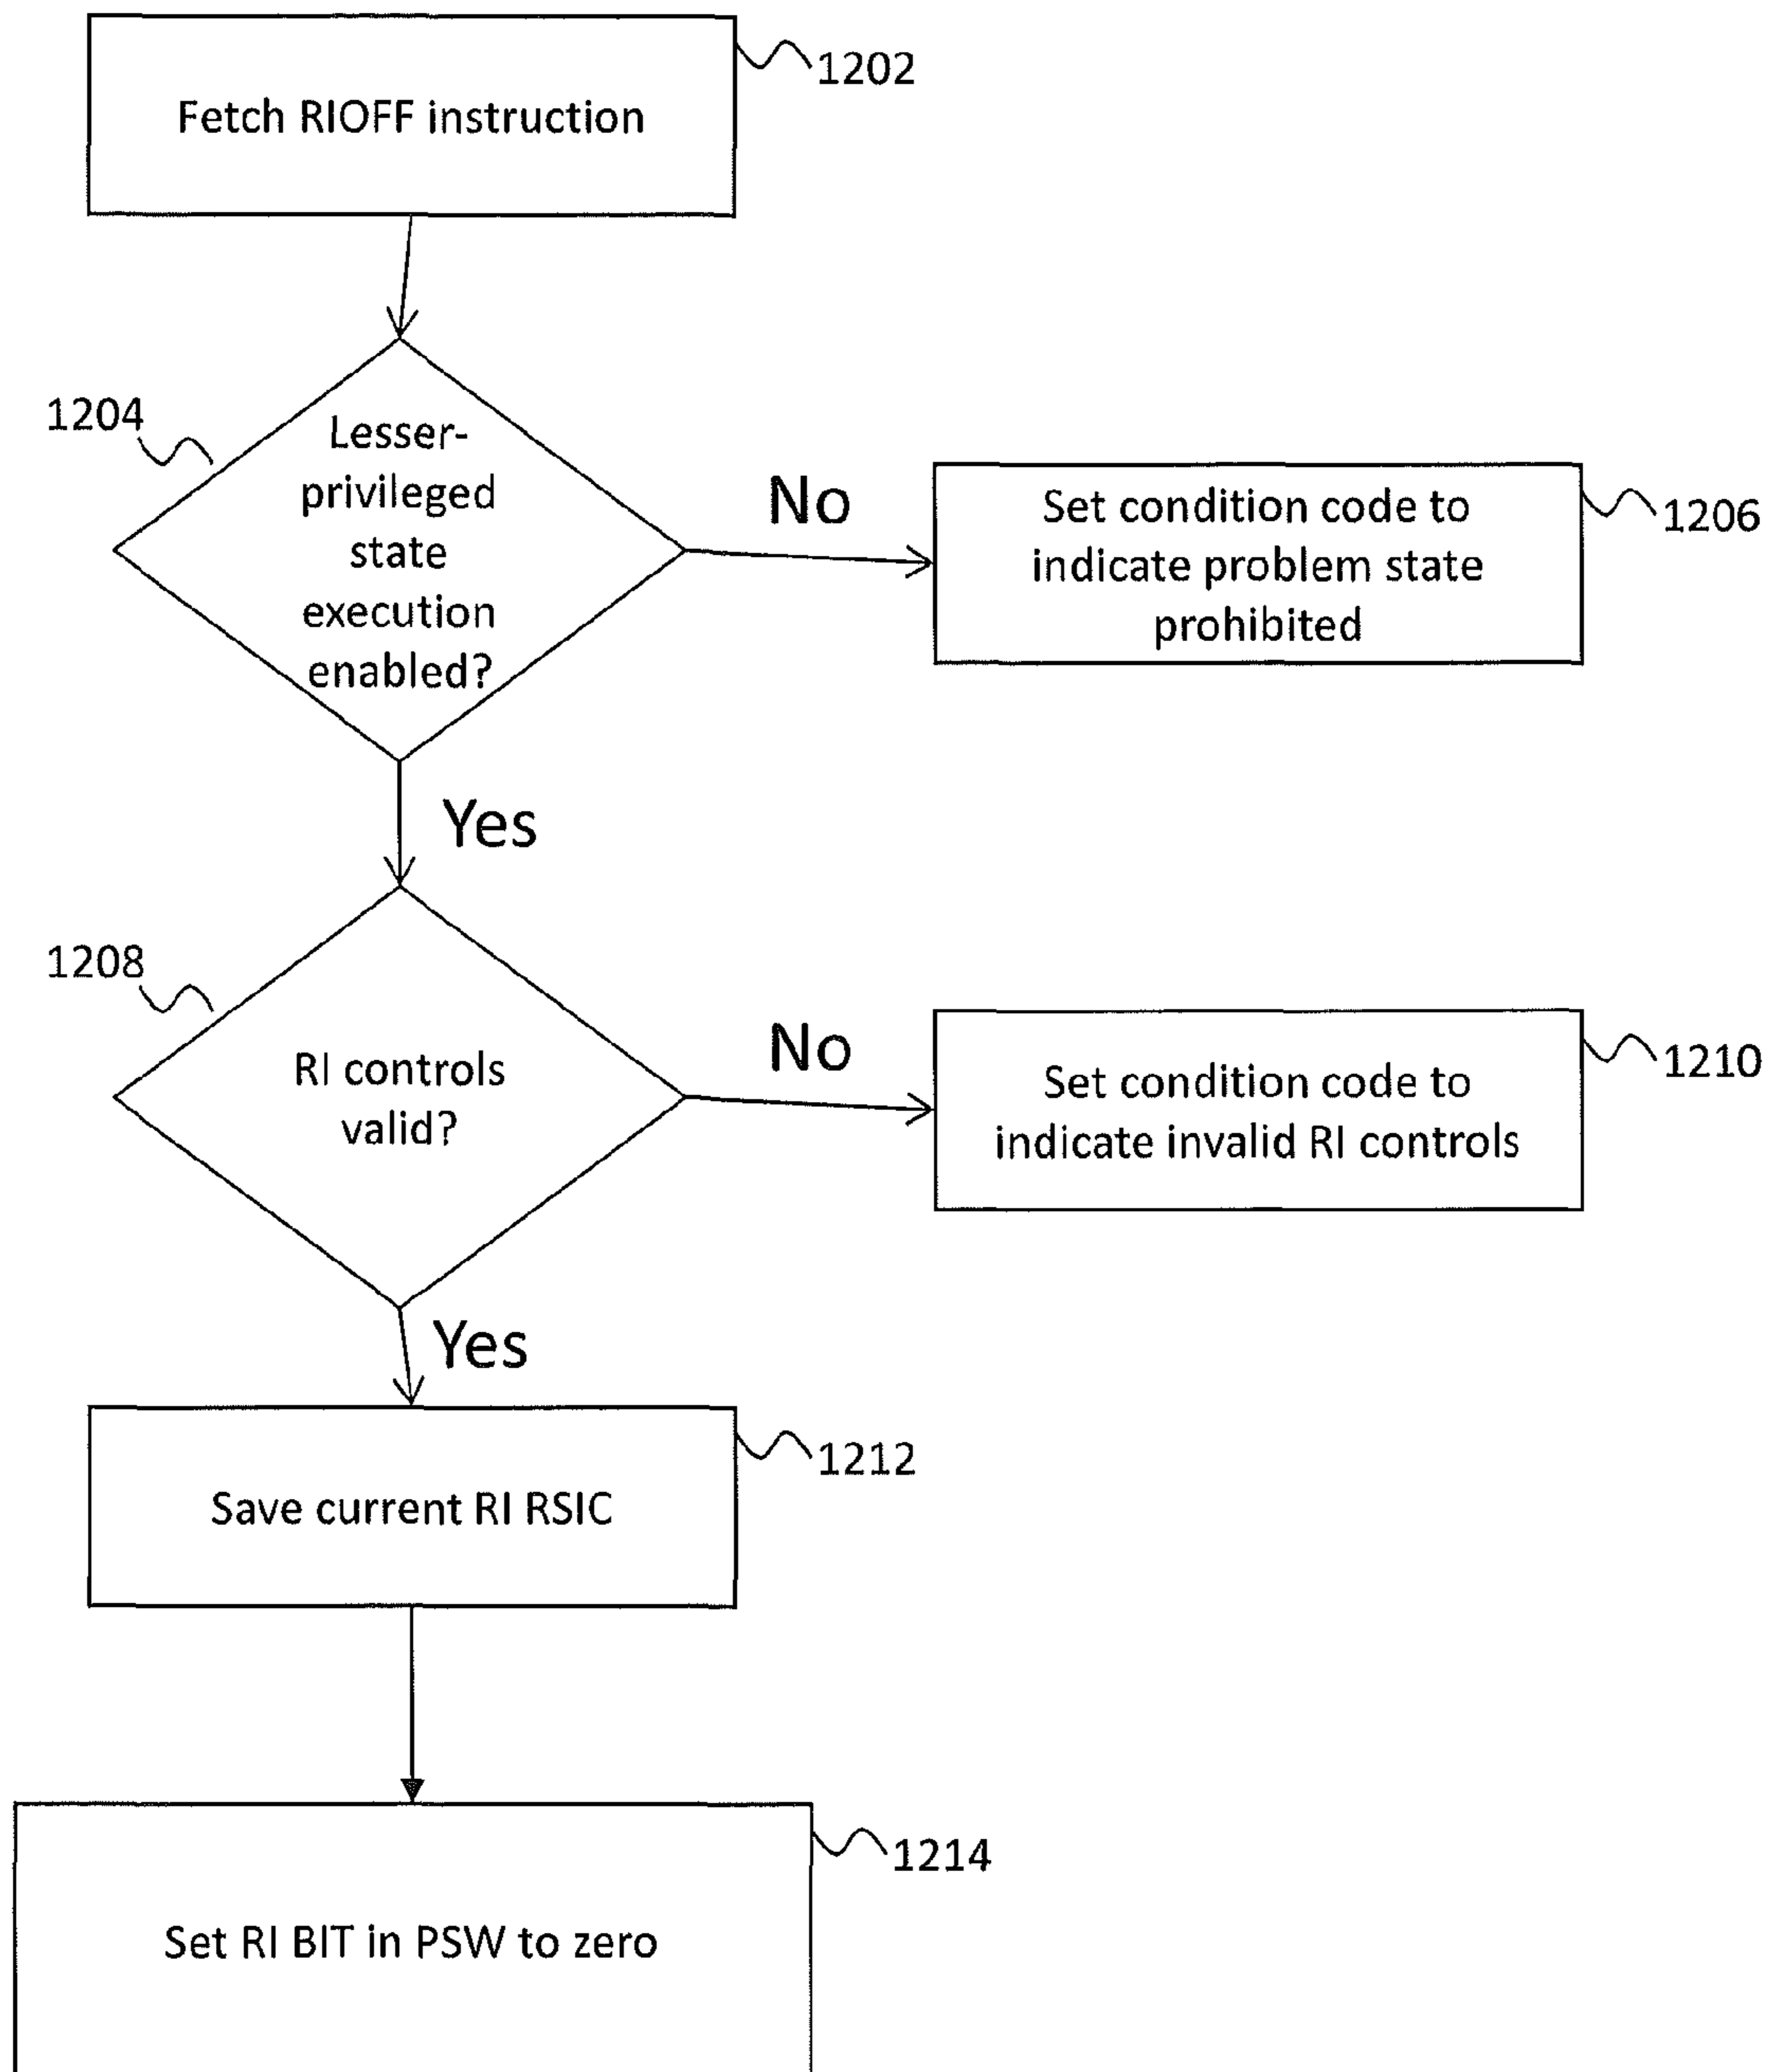 Fetch RIOFF instruction
1202
1204
Lesser-
privileged
state
execution
enabled?
No
Set condition code to
indicate problem state
prohibited
1206
Yes
1208
RI controls
valid?
No
Set condition code to
indicate invalid RI controls
1210
Yes
Save current RI RSIC
1212
Set RI BIT in PSW to zero
1214